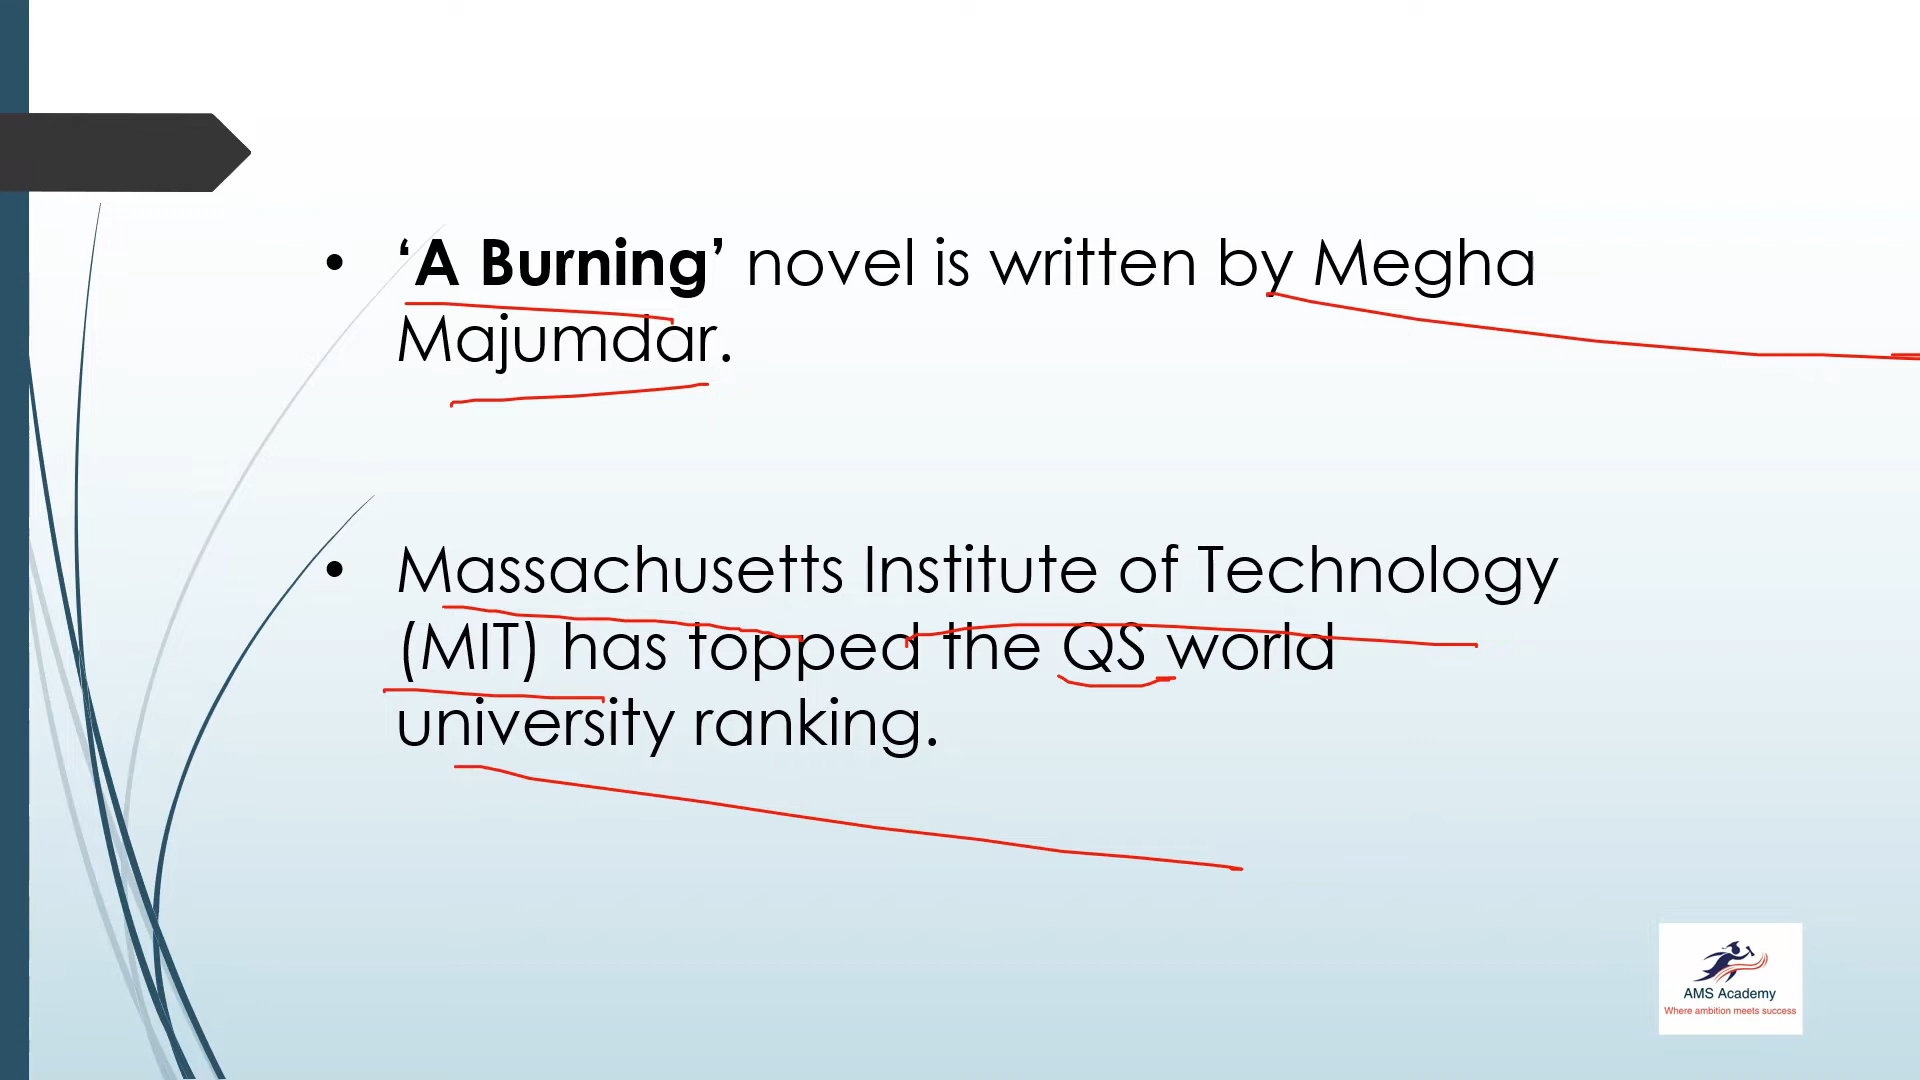 • ‘A Burning’ novel is written by Megha
Majumdar.
• Massachusetts Institute of Technology
(MIT) has topped the QS world
university ranking.
AMS Academy
Where ambition meets success